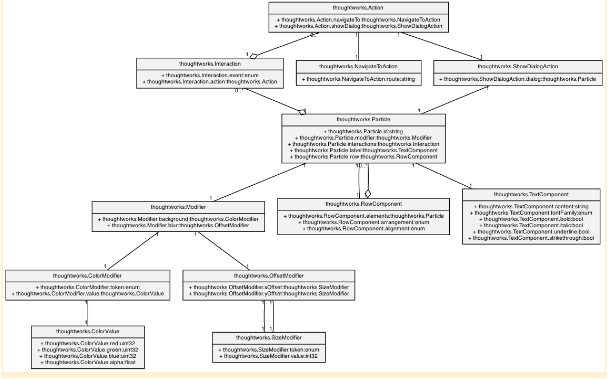 thoughtworks.Action
+ thoughtworks.Action.navigateTo:thoughtworks.NavigateToAction
+ thoughtworks.Action.showDialog:thoughtworks.ShowDialogAction
0..*
1
1
1
thoughtworks.Interaction
+ thoughtworks.Interaction.event:enum
+ thoughtworks.Interaction.action:thoughtworks.Action
thoughtworks.NavigateToAction
+ thoughtworks.NavigateToAction.route:string
thoughtworks.ShowDialogAction
+ thoughtworks.ShowDialogAction.dialog:thoughtworks.Particle
0..*
1
1
thoughtworks.Particle
+ thoughtworks.Particle.id:string
+ thoughtworks.Particle.modifier:thoughtworks.Modifier
+ thoughtworks.Particle.interactions:thoughtworks.Interaction
+ thoughtworks.Particle.label:thoughtworks.TextComponent
+ thoughtworks.Particle.row:thoughtworks.RowComponent
1
1
thoughtworks.Modifier
+ thoughtworks.Modifier.background:thoughtworks.ColorModifier
+ thoughtworks.Modifier.blur:thoughtworks.OffsetModifier
thoughtworks.RowComponent
+ thoughtworks.RowComponent.elements:thoughtworks.Particle
+ thoughtworks.RowComponent.arrangement:enum
+ thoughtworks.RowComponent.alignment:enum
thoughtworks.TextComponent
+ thoughtworks.TextComponent.content:string
+ thoughtworks.TextComponent.fontFamily:enum
+ thoughtworks.TextComponent.bold:bool
+ thoughtworks.TextComponent.italic:bool
+ thoughtworks.TextComponent.underline:bool
+ thoughtworks.TextComponent.strikethrough:bool
1
1
thoughtworks.ColorModifier
+ thoughtworks.ColorModifier.token:enum
+ thoughtworks.ColorModifier.value:thoughtworks.ColorValue
thoughtworks.OffsetModifier
+ thoughtworks.OffsetModifier.xOffset:thoughtworks.SizeModifier
+ thoughtworks.OffsetModifier.yOffset:thoughtworks.SizeModifier
1
1
1
thoughtworks.ColorValue
+ thoughtworks.ColorValue.red:uint32
+ thoughtworks.ColorValue.green:uint32
+ thoughtworks.ColorValue.blue:uint32
+ thoughtworks.ColorValue.alpha:float
thoughtworks.SizeModifier
+ thoughtworks.SizeModifier.token:enum
+ thoughtworks.SizeModifier.value:int32